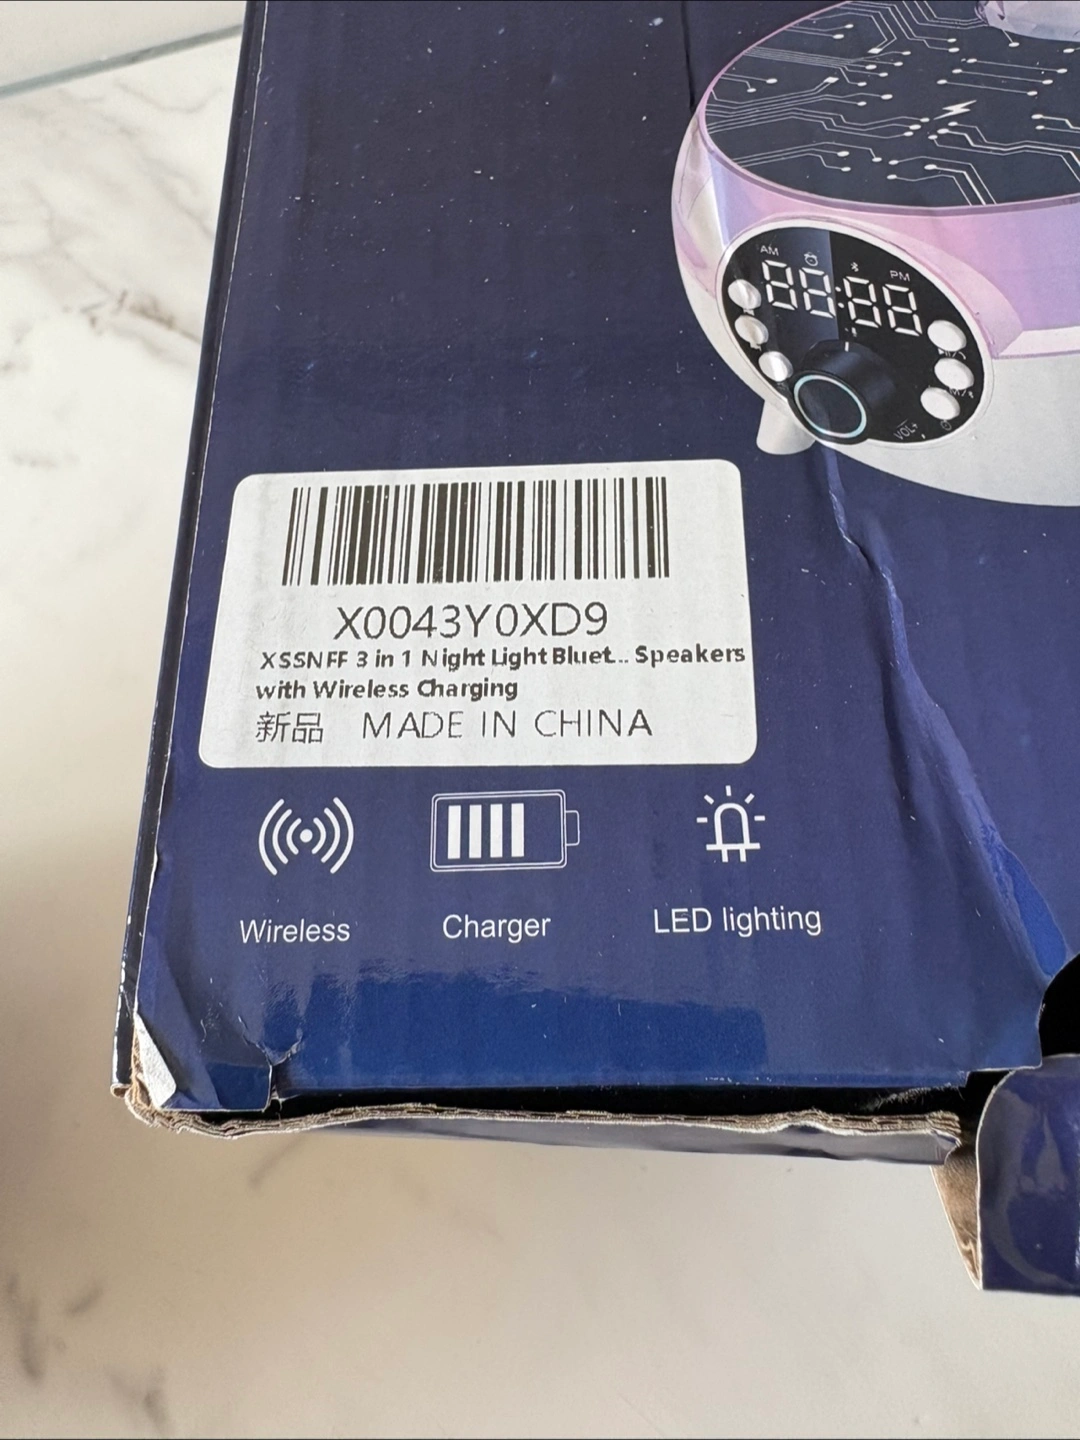 AM
PM
88:88
VOL+
X0043Y0XD9
XSSNFF 3 in 1 Night Light Bluet... Speakers
with Wireless Charging
新品 MADE IN CHINA
Wireless Charger LED lighting